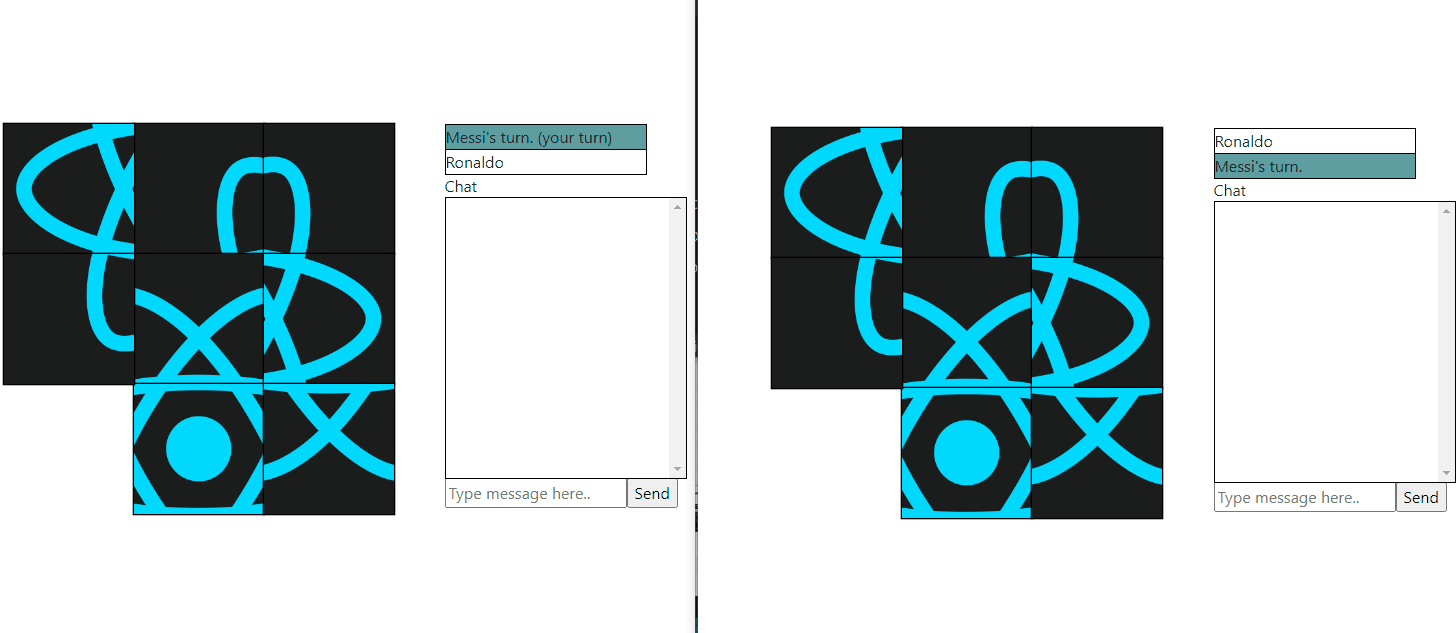 Messi's turn. (your turn)
Ronaldo
Chat
Type message here..
Send
Ronaldo
Messi's turn.
Chat
Type message here..
Send